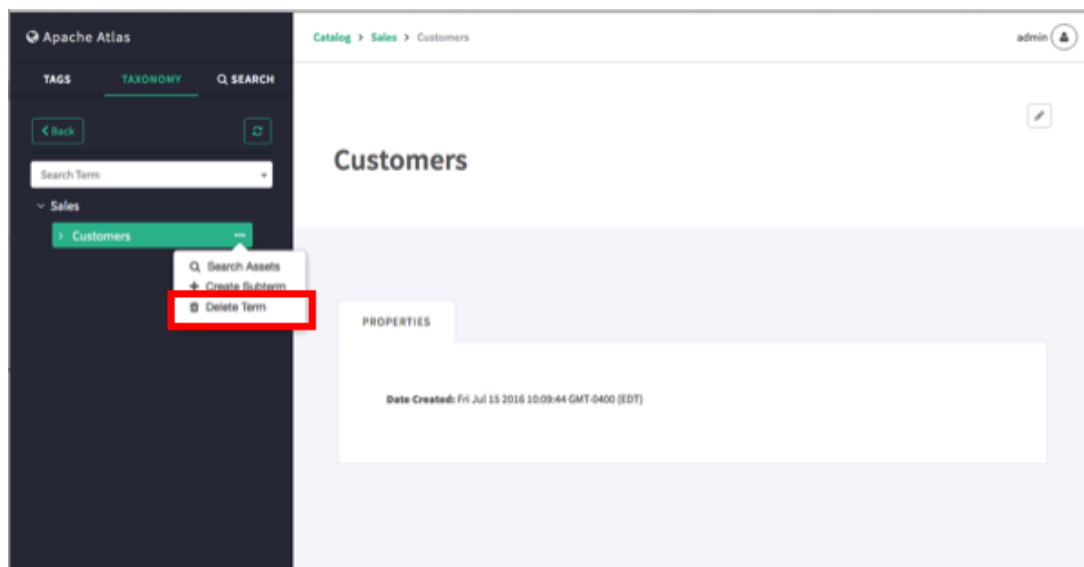 Apache Atlas
Catalog > Sales > Customers
admin
TAGS TAXONOMY SEARCH
Back
Search Term
Customers
Sales
Customers
Search Assets
Create Subterm
Delete Term
PROPERTIES
Date Created: Fri Jul 15 2016 10:09:44 GMT-0400 (EDT)